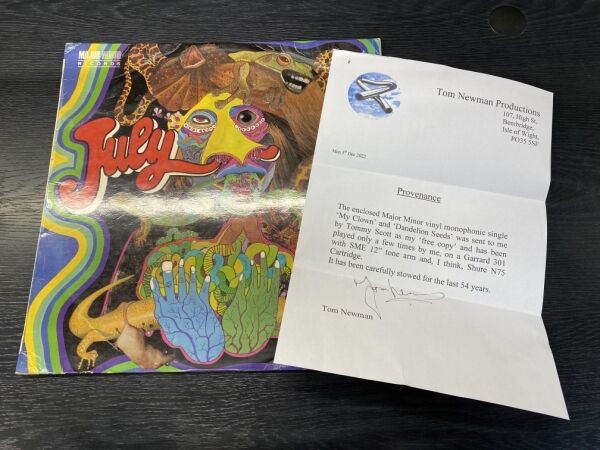 MAJOR MINOR
RECORDS
July
Tom Newman Productions
107, High St.
Bembridge,
Isle of Wight,
PO35 5SF
Mon 5th Dec 2022
Provenance
The enclosed Major Minor vinyl monophonic single
'My Clown' and 'Dandelion Seeds' was sent to me
by Tommy Scott as my 'free copy' and has been
played only a few times by me, on a Garrard 301
with SME 12" tone arm and, I think, Shure N75
Cartridge.
It has been carefully stowed for the last 54 years.
Tom Newman